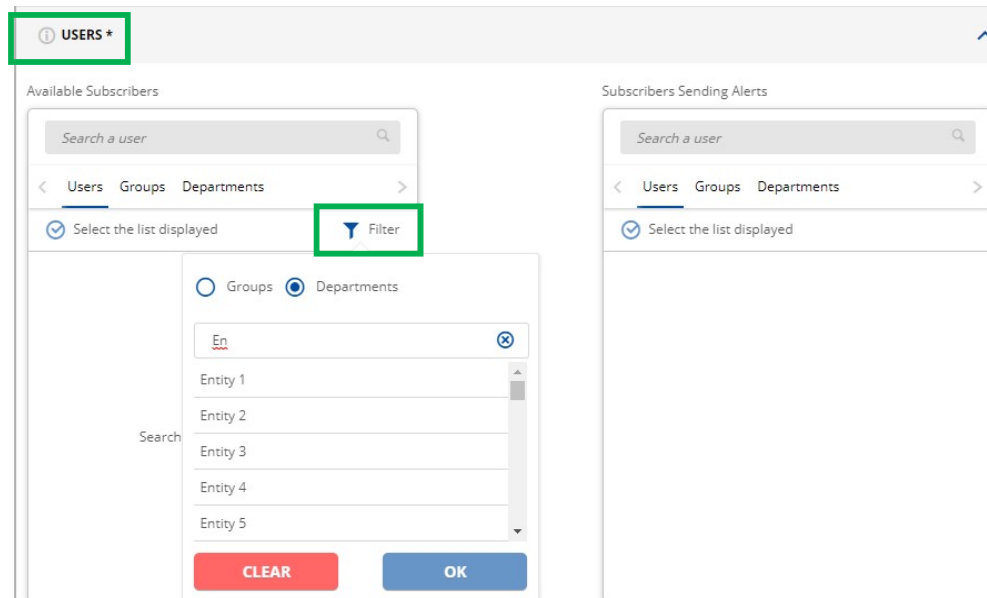 USERS *
Available Subscribers
Subscribers Sending Alerts
Search a user
Search a user
Users Groups Departments
Users Groups Departments
Select the list displayed
Filter
Select the list displayed
Groups Departments
En
Entity 1
Entity 2
Search
Entity 3
Entity 4
Entity 5
CLEAR OK